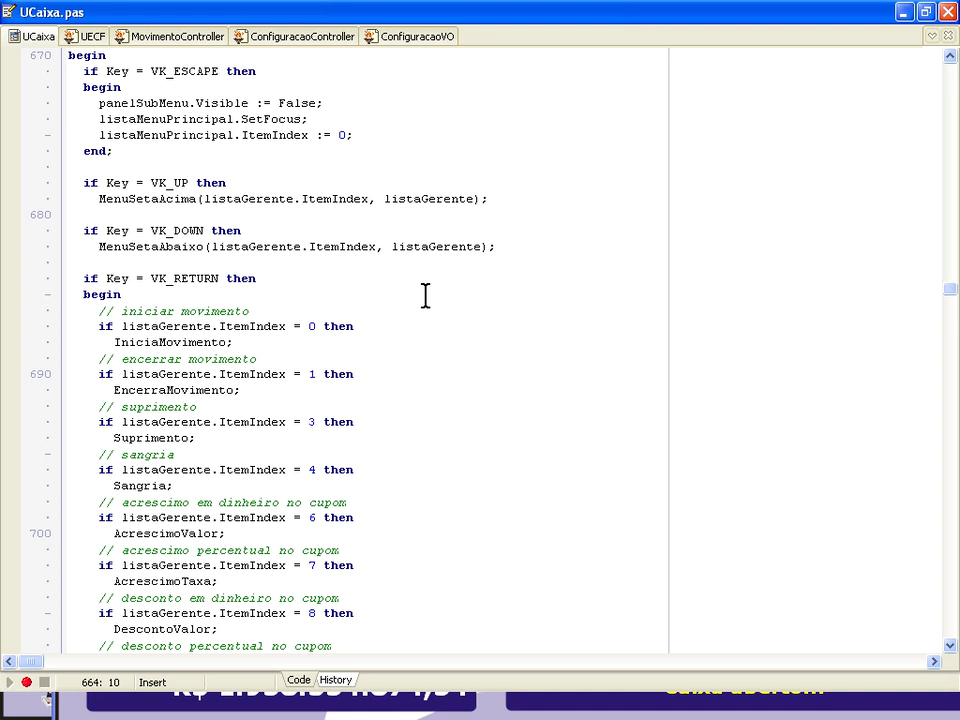 UCaixa.pas
UCaixa UECF MovimentoController ConfiguracaoController ConfiguracaoVO
670 begin
if Key = VK_ESCAPE then
begin
panelSubMenu.Visible := False;
listaMenuPrincipal.SetFocus;
listaMenuPrincipal.ItemIndex := 0;
end;
if Key = VK_UP then
MenuSetaAcima(listaGerente.ItemIndex, listaGerente);
680
if Key = VK_DOWN then
MenuSetaAbaixo(listaGerente.ItemIndex, listaGerente);
if Key = VK_RETURN then
begin
// iniciar movimento
if listaGerente.ItemIndex = 0 then
IniciaMovimento;
// encerrar movimento
690 if listaGerente.ItemIndex = 1 then
EncerraMovimento;
// suprimento
if listaGerente.ItemIndex = 3 then
Suprimento;
// sangria
if listaGerente.ItemIndex = 4 then
Sangria;
// acrescimo em dinheiro no cupom
if listaGerente.ItemIndex = 6 then
700 AcrescimoValor;
// acrescimo percentual no cupom
if listaGerente.ItemIndex = 7 then
AcrescimoTaxa;
// desconto em dinheiro no cupom
if listaGerente.ItemIndex = 8 then
DescontoValor;
// desconto percentual no cupom
664: 10 Insert Code History